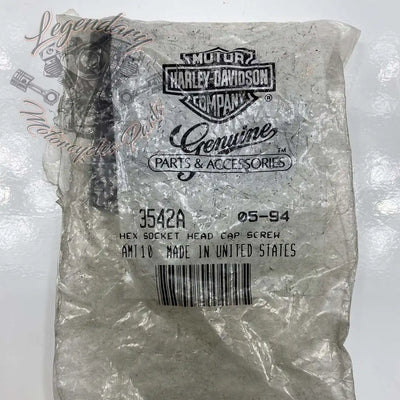 Legendary
Motorcycles Parts
MOTOR
HARLEY-DAVIDSON
COMPANY
®
Genuine
™
PARTS & ACCESSORIES
3542A 05-94
HEX SOCKET HEAD CAP SCREW
AMT10 MADE IN UNITED STATES